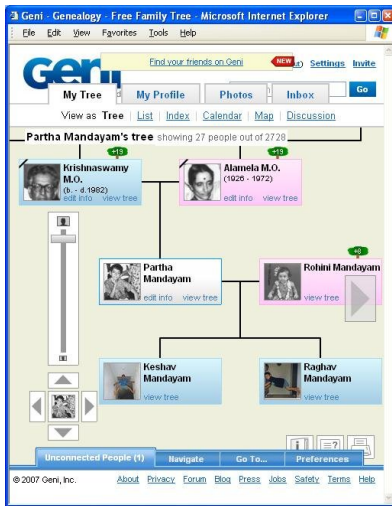 Geni - Genealogy - Free Family Tree - Microsoft Internet Explorer
File Edit View Favorites Tools Help
Geni
Find your friends on Geni
NEW
Settings Invite
My Tree My Profile Photos Inbox Go
View as Tree | List | Index | Calendar | Map | Discussion
Partha Mandayam's tree showing 27 people out of 2728
+19 +19
Krishnaswamy
M.O.
(b. - d.1982)
edit info view tree
Alamela M.O.
(1926 - 1972)
edit info view tree
Partha
Mandayam
edit info view tree
+8
Rohini Mandayam
view tree
Keshav
Mandayam
view tree
Raghav
Mandayam
view tree
Unconnected People (1) Navigate Go To... Preferences
© 2007 Geni, Inc. About Privacy Forum Blog Press Jobs Safety Terms Help